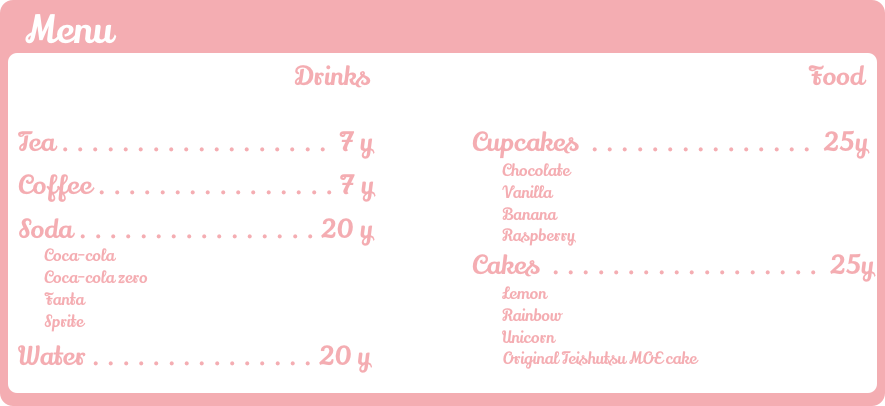 Menu
Drinks
Tea . . . . . . . . . . . . . . . . . . 7 y
Coffee . . . . . . . . . . . . . . . . 7 y
Soda . . . . . . . . . . . . . . . . 20 y
Coca-cola
Coca-cola zero
Fanta
Sprite
Water . . . . . . . . . . . . . . . 20 y
Food
Cupcakes . . . . . . . . . . . . . . . 25y
Chocolate
Vanilla
Banana
Raspberry
Cakes . . . . . . . . . . . . . . . . . . 25y
Lemon
Rainbow
Unicorn
Original Teishutsu MOE cake